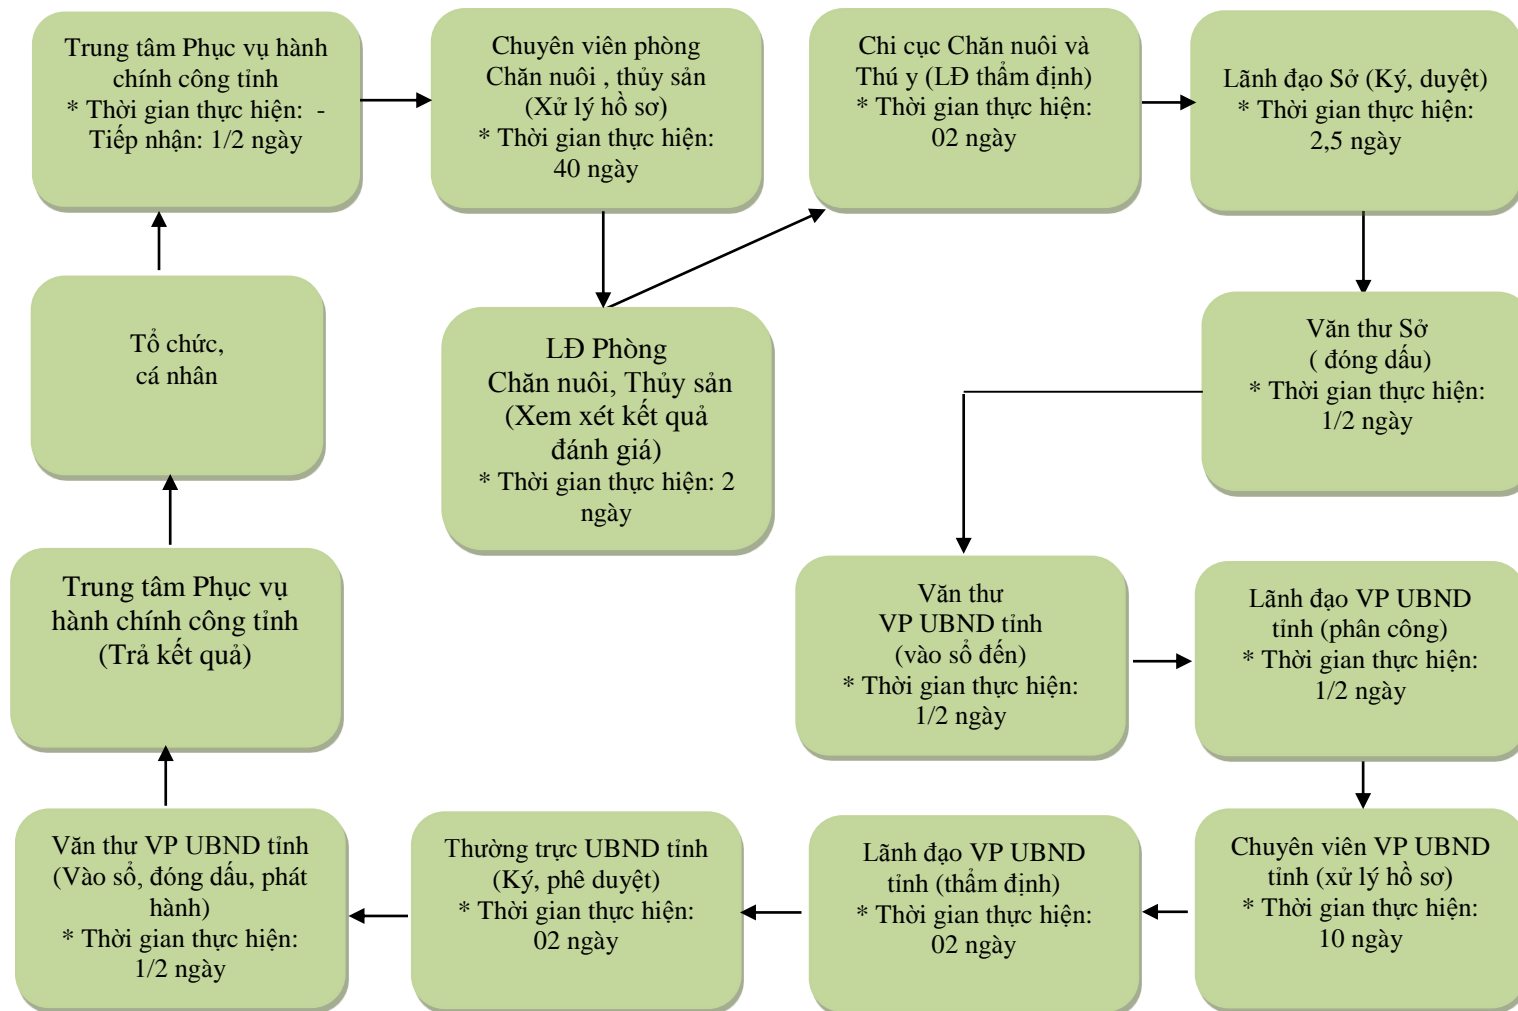 Trung tâm Phục vụ hành
chính công tỉnh
* Thời gian thực hiện:  -
Tiếp nhận: 1/2 ngày
Chuyên viên phòng
Chăn nuôi , thủy sản
(Xử lý hồ sơ)
* Thời gian thực hiện:
40 ngày
Chi cục Chăn nuôi và
Thú y (LĐ thẩm định)
* Thời gian thực hiện:
02 ngày
Lãnh đạo Sở (Ký, duyệt)
* Thời gian thực hiện:
2,5 ngày
Tổ chức,
cá nhân
LĐ Phòng
Chăn nuôi, Thủy sản
(Xem xét kết quả
đánh giá)
* Thời gian thực hiện: 2
ngày
Văn thư Sở
( đóng dấu)
* Thời gian thực hiện:
1/2 ngày
Trung tâm Phục vụ
hành chính công tỉnh
(Trả kết quả)
Văn thư
VP UBND tỉnh
(vào sổ đến)
* Thời gian thực hiện:
1/2 ngày
Lãnh đạo VP UBND
tỉnh (phân công)
* Thời gian thực hiện:
1/2 ngày
Văn thư VP UBND tỉnh
(Vào sổ, đóng dấu, phát
hành)
* Thời gian thực hiện:
1/2 ngày
Thường trực UBND tỉnh
(Ký, phê duyệt)
* Thời gian thực hiện:
02 ngày
Lãnh đạo VP UBND
tỉnh (thẩm định)
* Thời gian thực hiện:
02 ngày
Chuyên viên VP UBND
tỉnh (xử lý hồ sơ)
* Thời gian thực hiện:
10 ngày